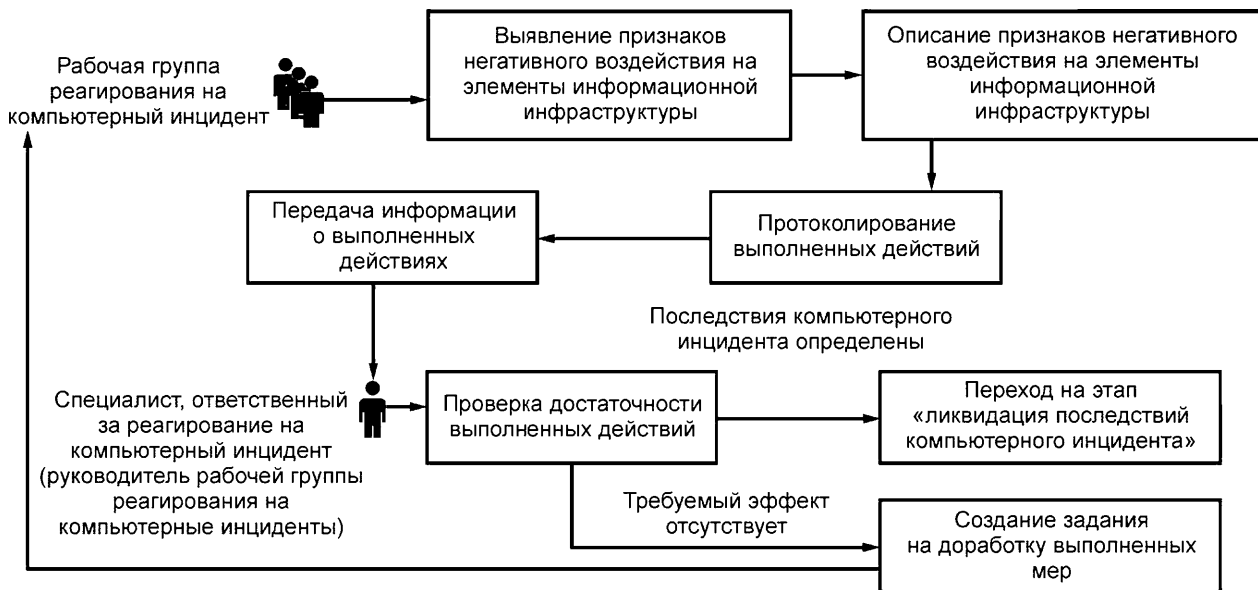 Рабочая группа
реагирования на
компьютерный инцидент
Выявление признаков
негативного воздействия на
элементы информационной
инфраструктуры
Описание признаков негативного
воздействия на элементы
информационной
инфраструктуры
Протоколирование
выполненных действий
Передача информации
о выполненных
действиях
Специалист, ответственный
за реагирование на
компьютерный инцидент
(руководитель рабочей группы
реагирования на
компьютерные инциденты)
Проверка достаточности
выполненных действий
Последствия компьютерного
инцидента определены
Переход на этап
«ликвидация последствий
компьютерного инцидента»
Требуемый эффект
отсутствует
Создание задания
на доработку выполненных
мер